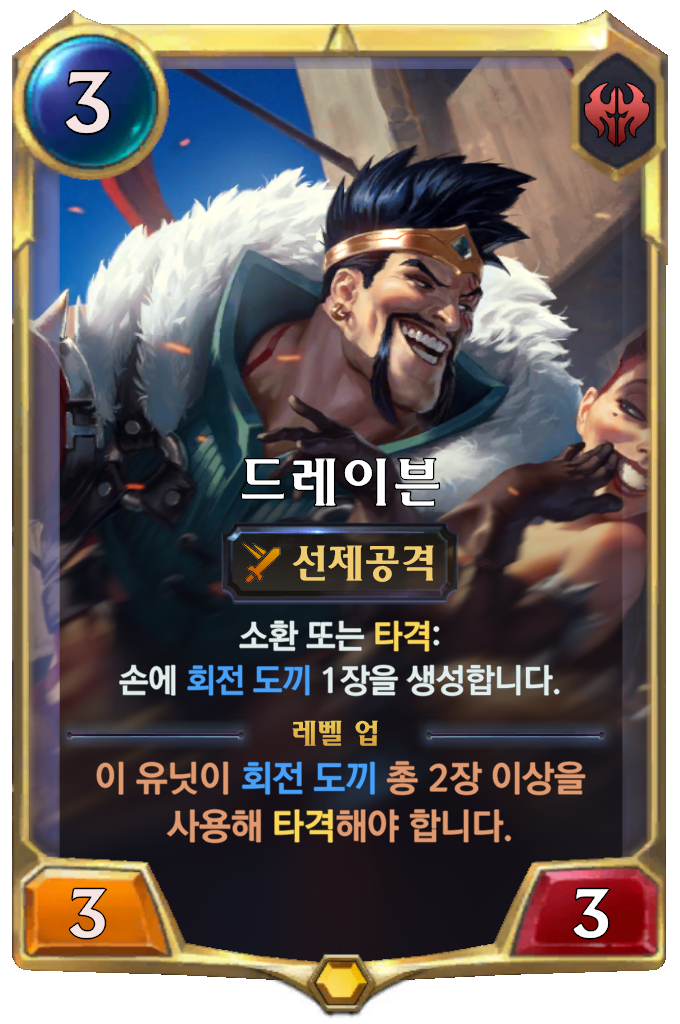 3
드레이븐
선제공격
소환 또는 타격:
손에 회전 도끼 1장을 생성합니다.
레벨 업
이 유닛이 회전 도끼 총 2장 이상을
사용해 타격해야 합니다.
3
3